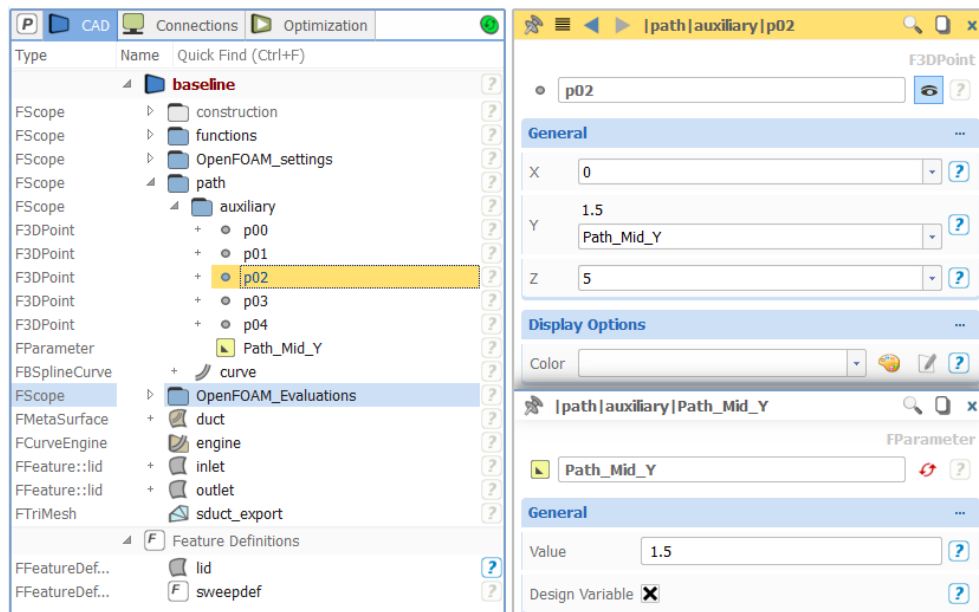 P CAD Connections Optimization
Type Name Quick Find (Ctrl+F)
baseline ?
FScope construction ?
FScope functions ?
FScope OpenFOAM_settings ?
FScope path ?
FScope auxiliary ?
F3DPoint p00 ?
F3DPoint p01 ?
F3DPoint p02 ?
F3DPoint p03 ?
F3DPoint p04 ?
FParameter Path_Mid_Y ?
FBSplineCurve curve ?
FScope OpenFOAM_Evaluations ?
FMetaSurface duct ?
FCurveEngine engine ?
FFeature::lid inlet ?
FFeature::lid outlet ?
FTriMesh sduct_export ?
F Feature Definitions
FFeatureDef... lid ?
FFeatureDef... F sweepdef ?
|path|auxiliary|p02 x
F3DPoint
p02 ?
General ...
X 0 ?
1.5
Y Path_Mid_Y ?
Z 5 ?
Display Options ...
Color ?
|path|auxiliary|Path_Mid_Y x
FParameter
Path_Mid_Y ?
General ...
Value 1.5 ?
Design Variable ?